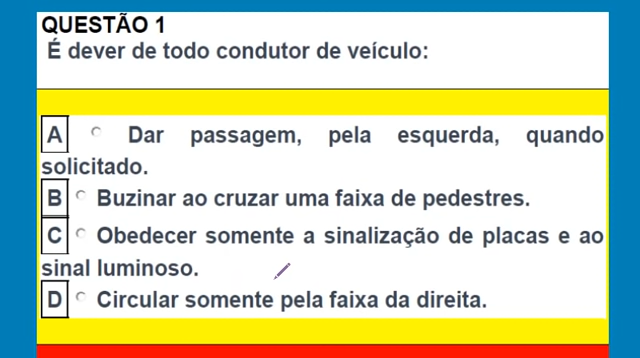 QUESTÃO 1
É dever de todo condutor de veículo:
A Dar passagem, pela esquerda, quando
solicitado.
B Buzinar ao cruzar uma faixa de pedestres.
C Obedecer somente a sinalização de placas e ao
sinal luminoso.
D Circular somente pela faixa da direita.